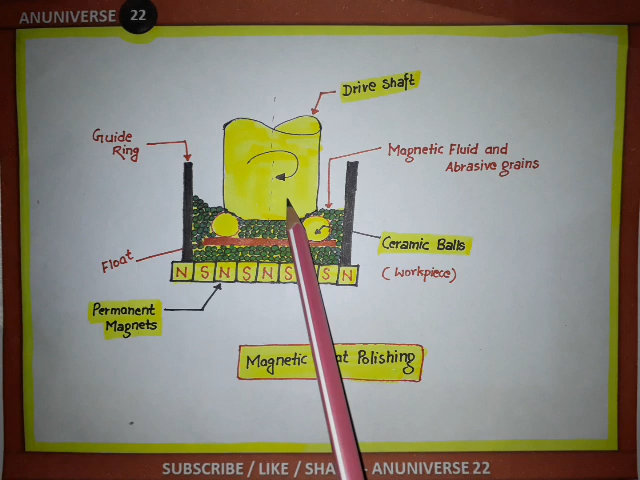 ANUNIVERSE 22
Drive shaft
Guide
Ring
Magnetic Fluid and
Abrasive grains
Ceramic Balls
(Workpiece)
Float
N S N S N S S N
Permanent
Magnets
Magnetic at Polishing
SUBSCRIBE / LIKE / SHA - ANUNIVERSE 22